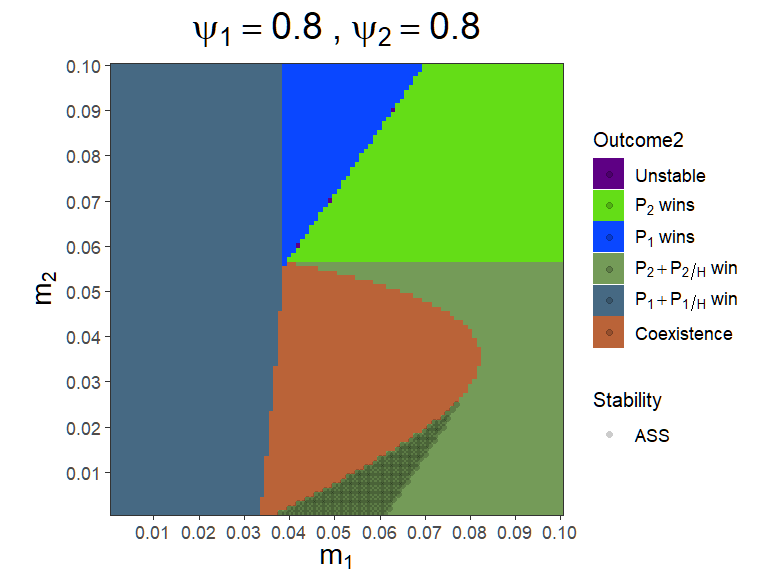 ψ₁ = 0.8 , ψ₂ = 0.8
m₂
0.10
0.09
0.08
0.07
0.06
0.05
0.04
0.03
0.02
0.01
0.01 0.02 0.03 0.04 0.05 0.06 0.07 0.08 0.09 0.10
m₁
Outcome2
Unstable
P₂ wins
P₁ wins
P₂+P₂/H win
P₁+P₁/H win
Coexistence
Stability
ASS